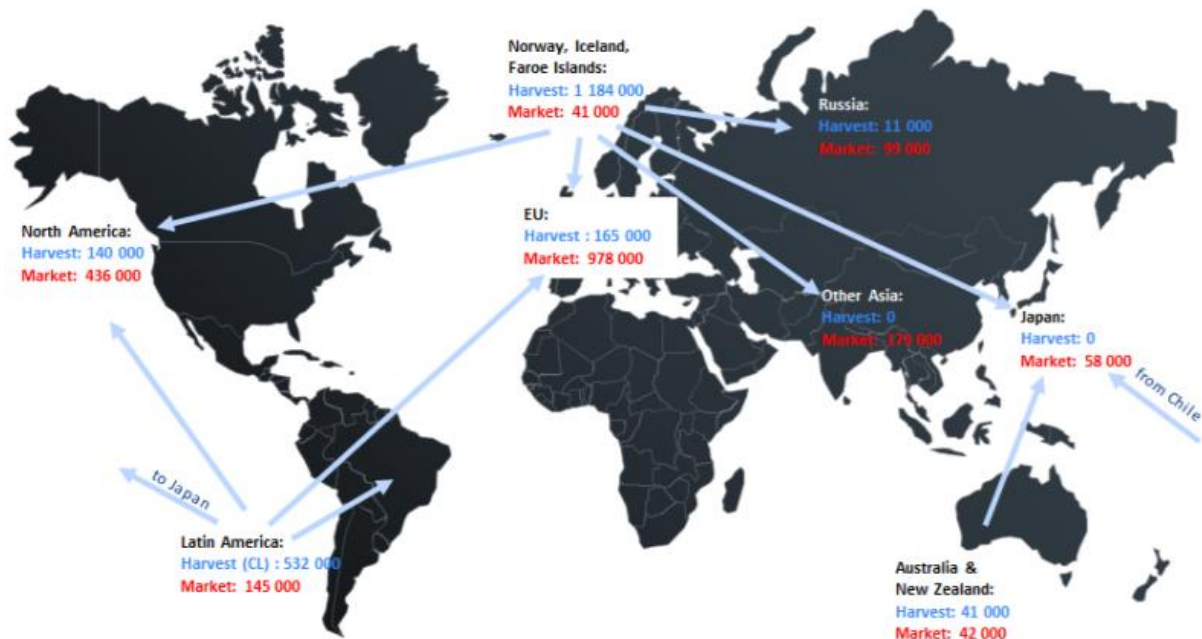 Norway, Iceland,
Faroe Islands:
Harvest: 1 184 000
Market: 41 000
Russia:
Harvest: 11 000
Market: 99 000
North America:
Harvest: 140 000
Market: 436 000
EU:
Harvest : 165 000
Market: 978 000
Other Asia:
Harvest: 0
Market: 179 000
Japan:
Harvest: 0
Market: 58 000
from Chile
to Japan
Latin America:
Harvest (CL) : 532 000
Market: 145 000
Australia &
New Zealand:
Harvest: 41 000
Market: 42 000